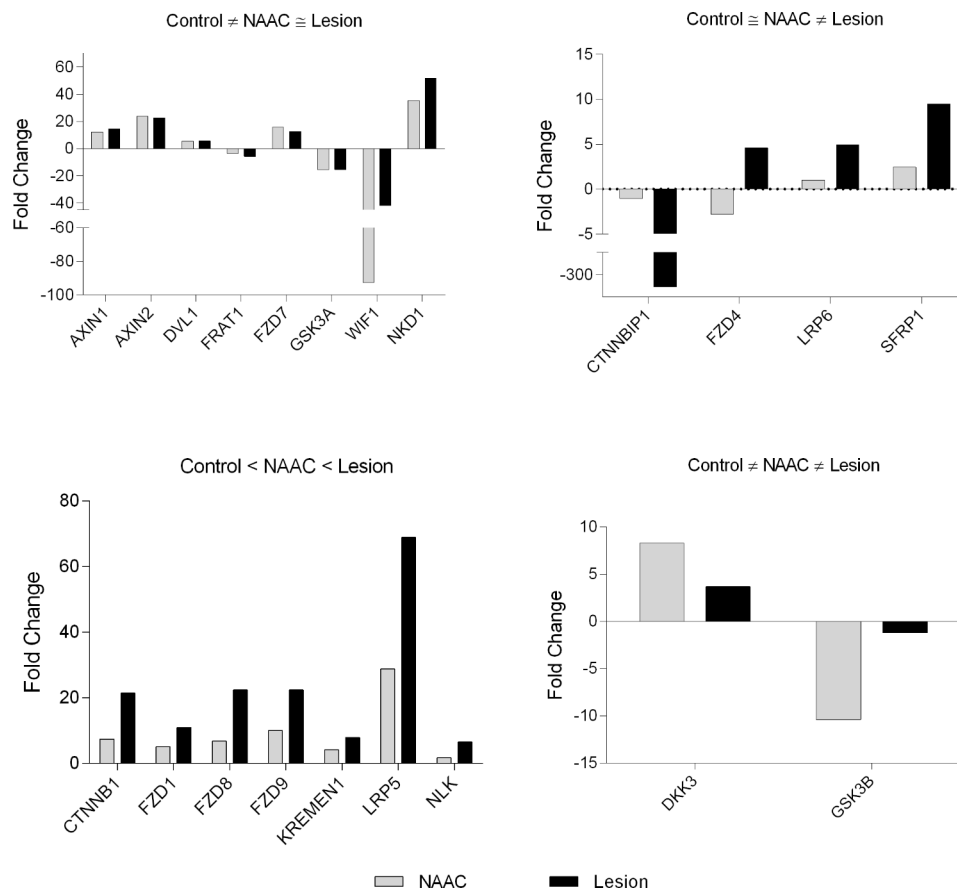 Control ≠ NAAC ≅ Lesion
Fold Change
60
40
20
0
-20
-40
-60
-80
-100
AXIN1
AXIN2
DVL1
FRAT1
FZD7
GSK3A
WIF1
NKD1
Control ≅ NAAC ≠ Lesion
Fold Change
15
10
5
0
-5
-300
CTNNBIP1
FZD4
LRP6
SFRP1
Control < NAAC < Lesion
Fold Change
80
60
40
20
0
CTNNB1
FZD1
FZD8
FZD9
KREMEN1
LRP5
NLK
Control ≠ NAAC ≠ Lesion
Fold Change
10
5
0
-5
-10
-15
DKK3
GSK3B
NAAC
Lesion